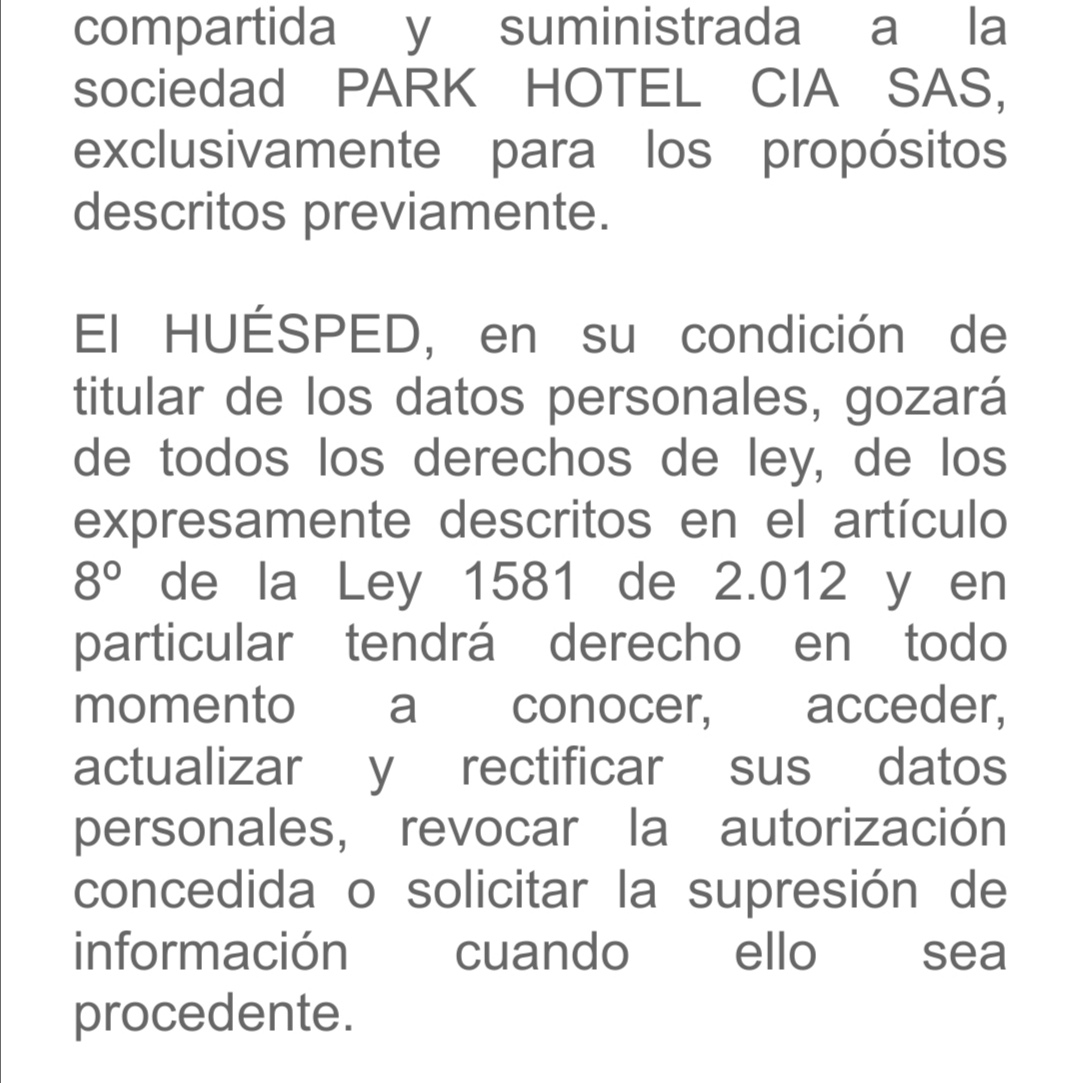 compartida y suministrada a la
sociedad PARK HOTEL CIA SAS,
exclusivamente para los propósitos
descritos previamente.
El HUÉSPED, en su condición de
titular de los datos personales, gozará
de todos los derechos de ley, de los
expresamente descritos en el artículo
8º de la Ley 1581 de 2.012 y en
particular tendrá derecho en todo
momento a conocer, acceder,
actualizar y rectificar sus datos
personales, revocar la autorización
concedida o solicitar la supresión de
información cuando ello sea
procedente.